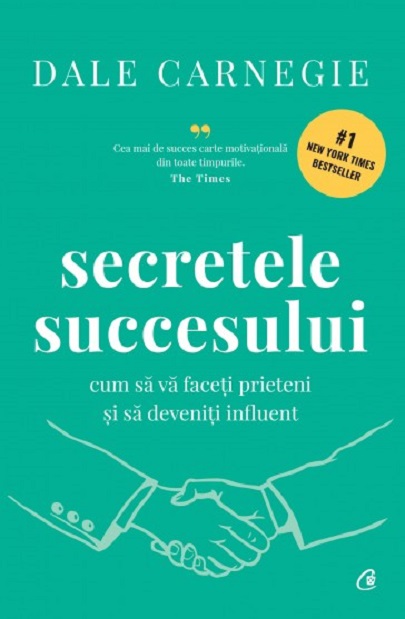 DALE CARNEGIE
Cea mai de succes carte motivațională
din toate timpurile.
The Times
#1
NEW YORK TIMES
BESTSELLER
secretele
succesului
cum să vă faceți prieteni
și să deveniți influent